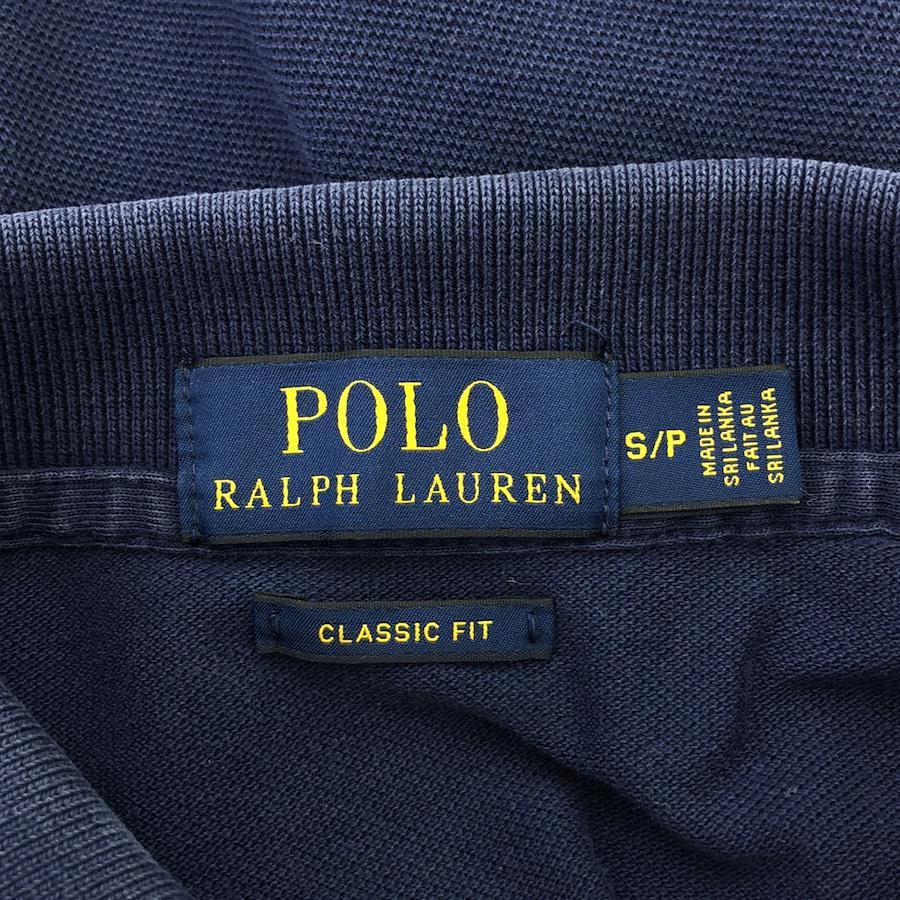 POLO
RALPH LAUREN
S/P
MADE IN
SRI LANKA
FAIT AU
SRI LANKA
CLASSIC FIT